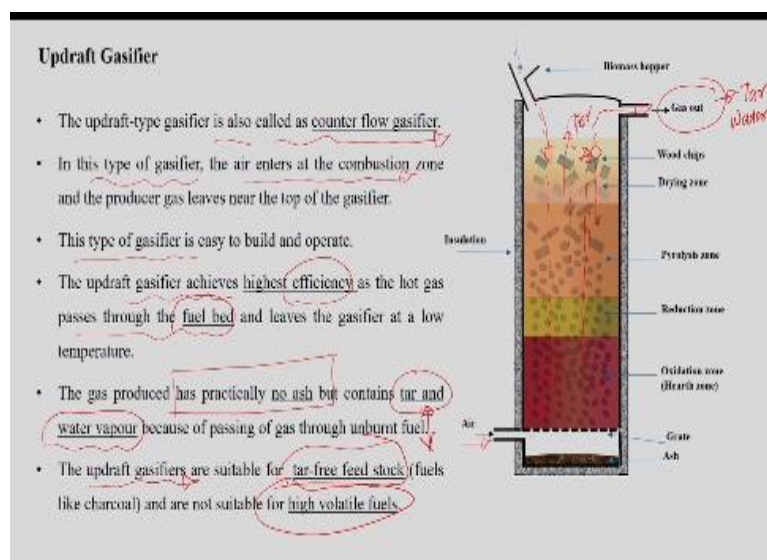 Updraft Gasifier
• The updraft-type gasifier is also called as counter flow gasifier.
• In this type of gasifier, the air enters at the combustion zone
and the producer gas leaves near the top of the gasifier.
• This type of gasifier is easy to build and operate.
• The updraft gasifier achieves highest efficiency as the hot gas
passes through the fuel bed and leaves the gasifier at a low
temperature.
• The gas produced has practically no ash but contains tar and
water vapour because of passing of gas through unburnt fuel.
• The updraft gasifiers are suitable for tar-free feed stock (fuels
like charcoal) and are not suitable for high volatile fuels.
Biomass hopper
Gas out
Tar
water
Tar
Wood chips
Drying zone
Insulation
Pyrolysis zone
Reduction zone
Oxidation zone
(Hearth zone)
Air
Grate
Ash